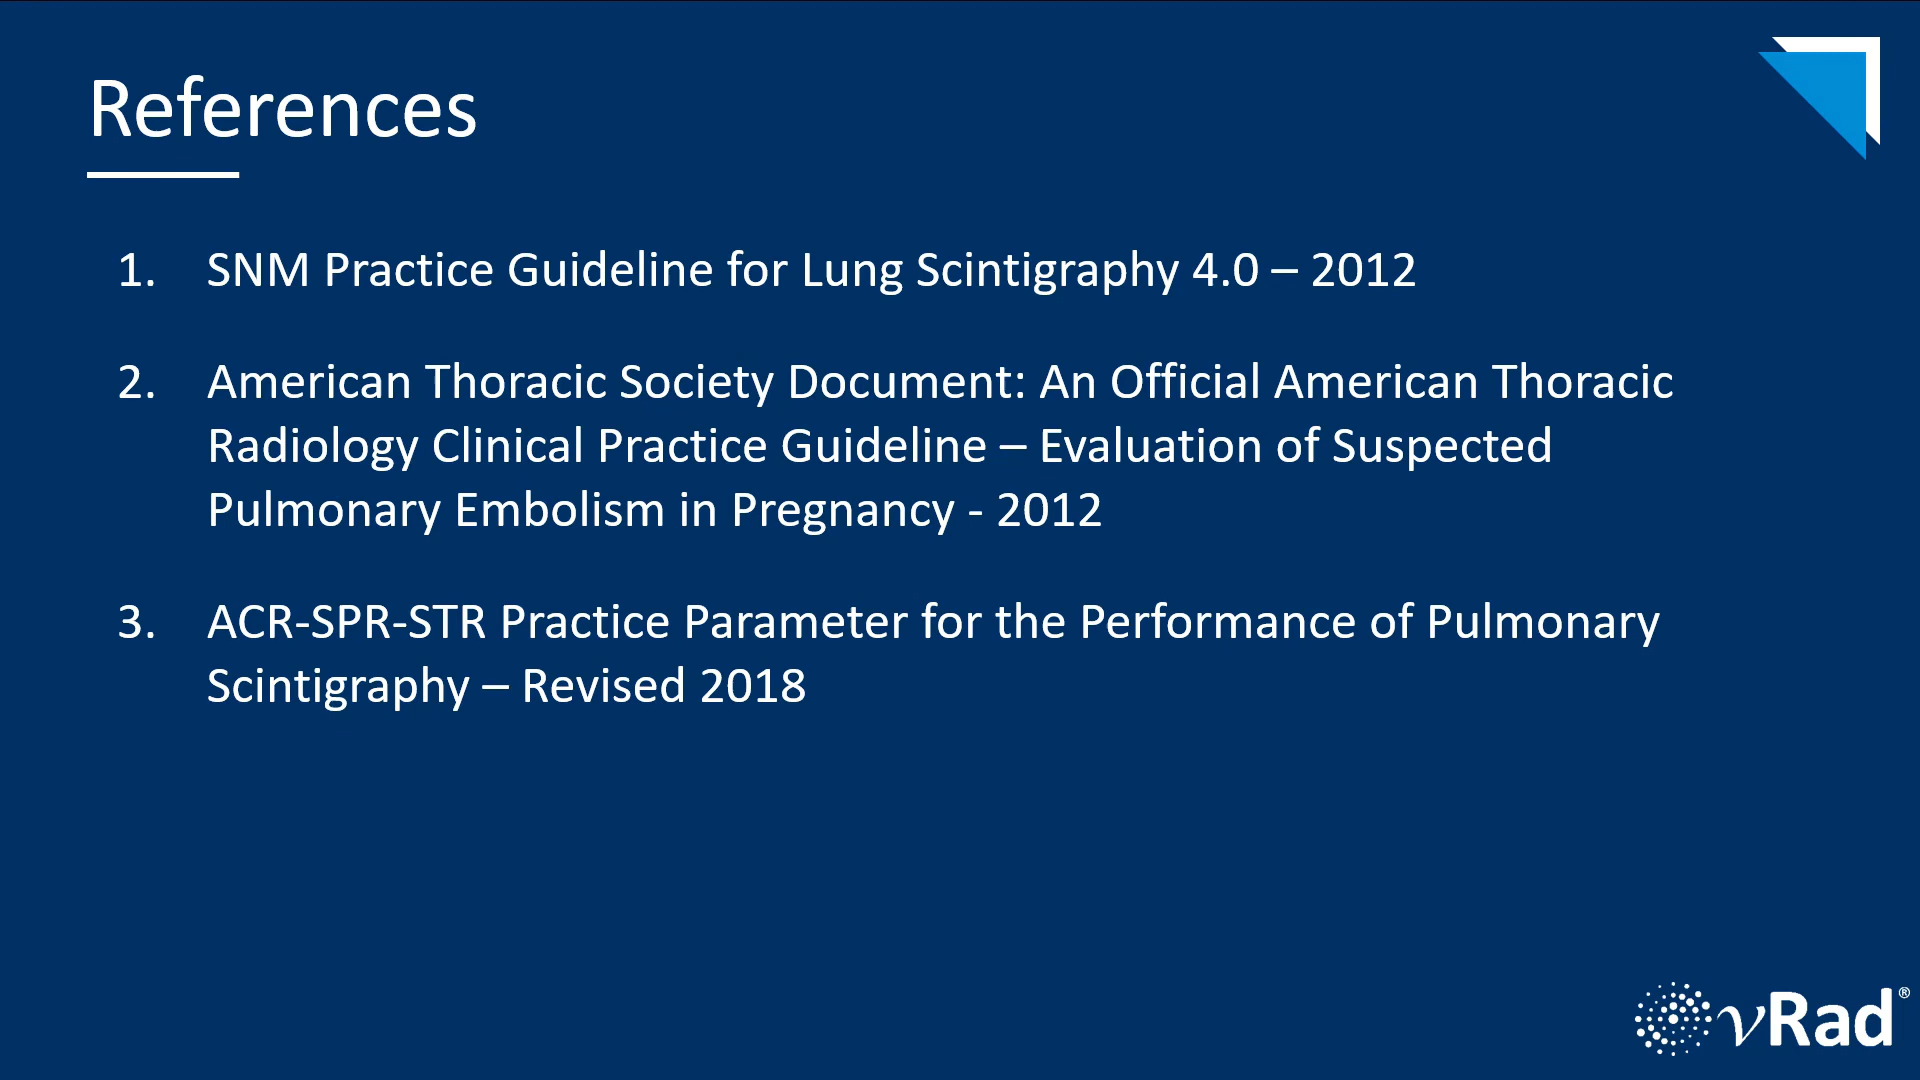 References
1. SNM Practice Guideline for Lung Scintigraphy 4.0 – 2012
2. American Thoracic Society Document: An Official American Thoracic
Radiology Clinical Practice Guideline – Evaluation of Suspected
Pulmonary Embolism in Pregnancy - 2012
3. ACR-SPR-STR Practice Parameter for the Performance of Pulmonary
Scintigraphy – Revised 2018
vRad®